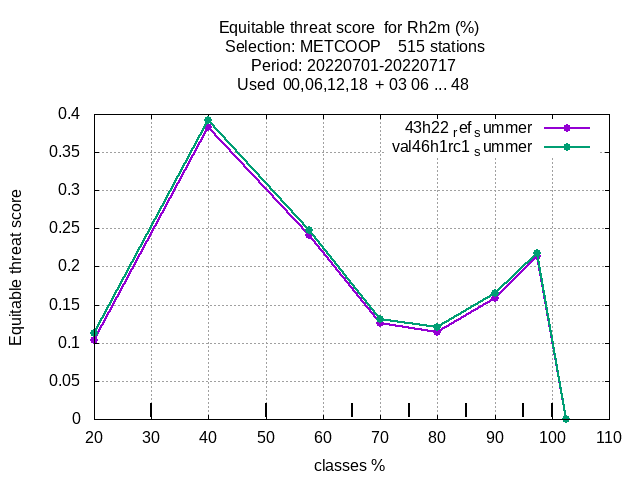 Equitable threat score for Rh2m (%)
Selection: METCOOP 515 stations
Period: 20220701-20220717
Used 00,06,12,18 + 03 06 ... 48
43h22 ref summer
val46h1rc1 summer
Equitable threat score
0.4
0.35
0.3
0.25
0.2
0.15
0.1
0.05
0
20 30 40 50 60 70 80 90 100 110
classes %